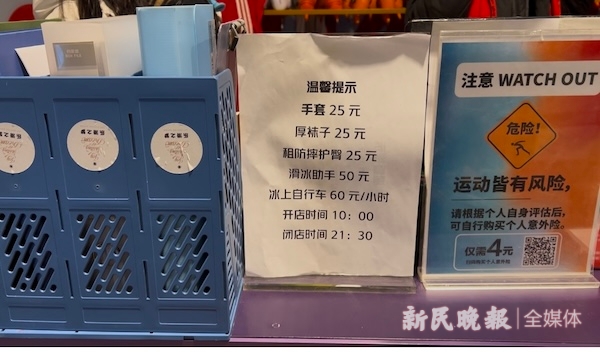 温馨提示
手套 25 元
厚袜子 25 元
租防摔护臀 25 元
滑冰助手 50 元
冰上自行车 60 元/小时
开店时间 10：00
闭店时间 21：30
注意 WATCH OUT
危险!
运动皆有风险，
请根据个人自身评估后，
可自行购买个人意外险。
仅需4元
新民晚报|全媒体